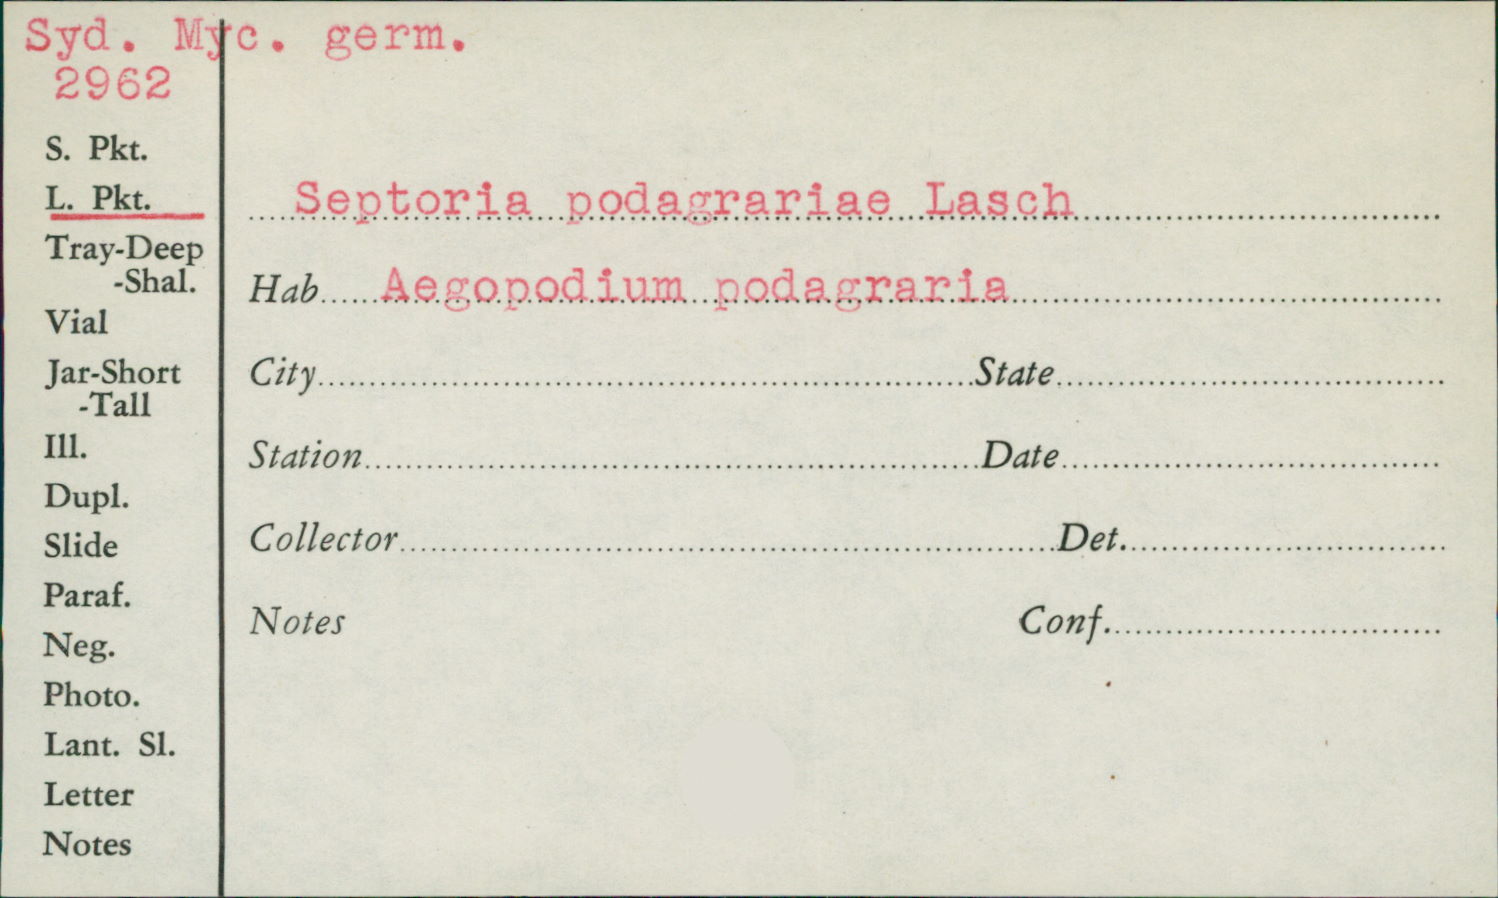 Syd. Myc. germ.
2962
S. Pkt.
L. Pkt.
Tray-Deep
-Shal.
Vial
Jar-Short
-Tall
Ill.
Dupl.
Slide
Paraf.
Neg.
Photo.
Lant. Sl.
Letter
Notes
Septoria podagrariae Lasch
Hab Aegopodium podagraria
City State
Station Date
Collector Det.
Notes Conf.